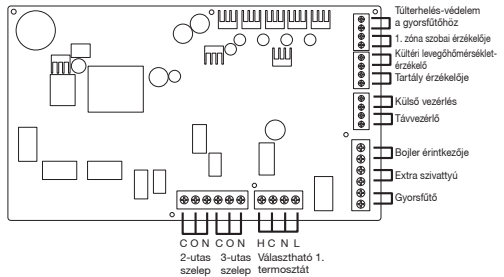 Túlterhelés-védelem
a gyorsfűtőhöz
1. zóna szobai érzékelője
Kültéri levegőhőmérséklet-
érzékelő
Tartály érzékelője
Külső vezérlés
Távvezérlő
Bojler érintkezője
Extra szivattyú
Gyorsfűtő
C O N C O N H C N L
2-utas 3-utas Választható 1.
szelep szelep termosztát